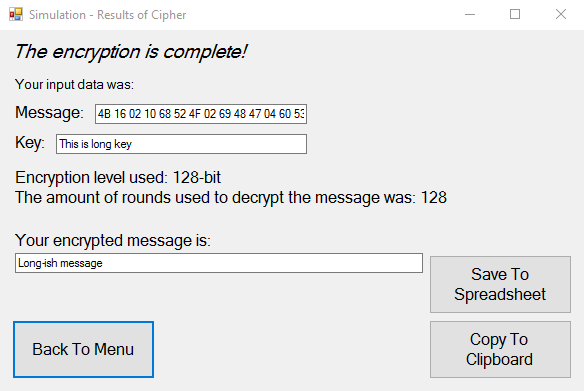 Simulation - Results of Cipher
The encryption is complete!
Your input data was:
Message: 4B 16 02 10 68 52 4F 02 69 48 47 04 60 53
Key: This is long key
Encryption level used: 128-bit
The amount of rounds used to decrypt the message was: 128
Your encrypted message is:
Long-ish message
Save To
Spreadsheet
Back To Menu
Copy To
Clipboard